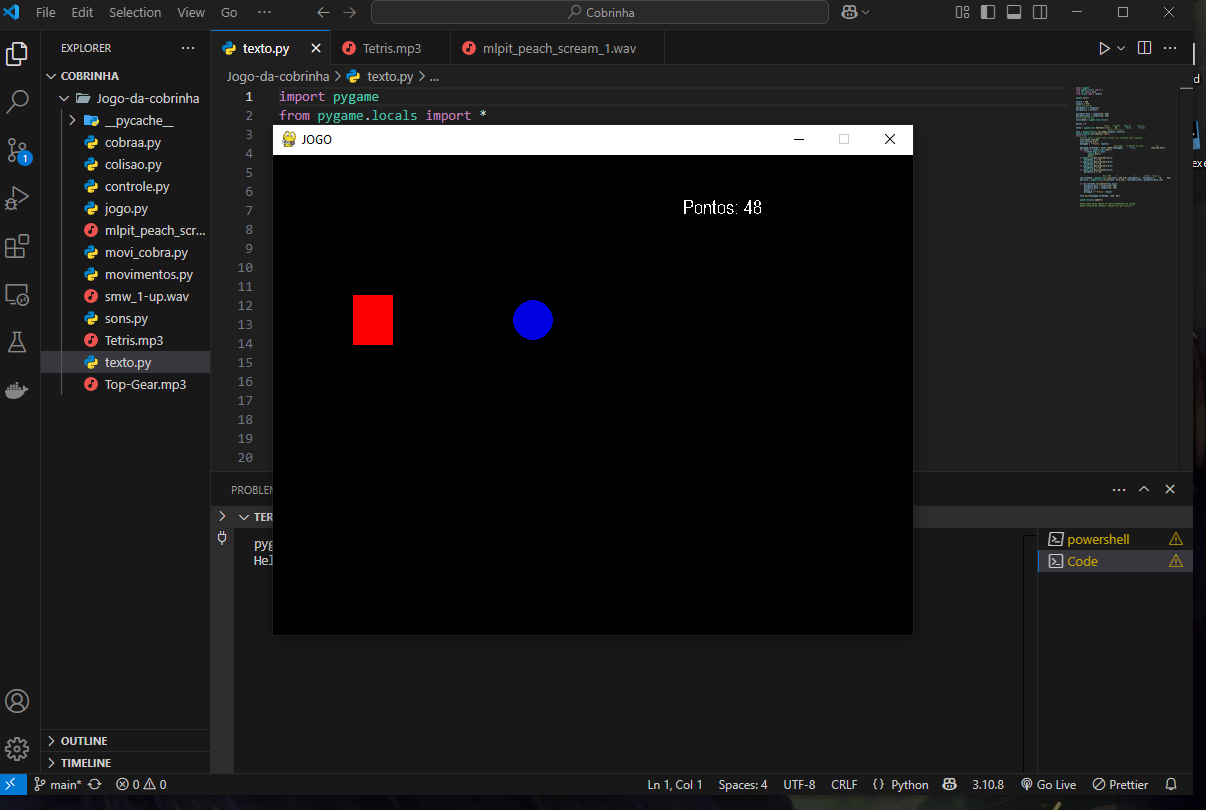 File Edit Selection View Go ··· Cobrinha
EXPLORER ···
texto.py Tetris.mp3 mlpit_peach_scream_1.wav
COBRINHA
Jogo-da-cobrinha > texto.py > ...
Jogo-da-cobrinha
__pycache__
cobraa.py
colisao.py
controle.py
jogo.py
mlpit_peach_scr...
movi_cobra.py
movimentos.py
smw_1-up.wav
sons.py
Tetris.mp3
texto.py
Top-Gear.mp3
1 import pygame
2 from pygame.locals import *
3
4
5
6
7
8
9
10
11
12
13
14
15
16
17
18
19
20
JOGO
Pontos: 48
PROBLEM
TER
pyg
Hel
powershell
Code
OUTLINE
TIMELINE
1
d
exe
main* 0 0 Ln 1, Col 1 Spaces: 4 UTF-8 CRLF {} Python 3.10.8 Go Live Prettier